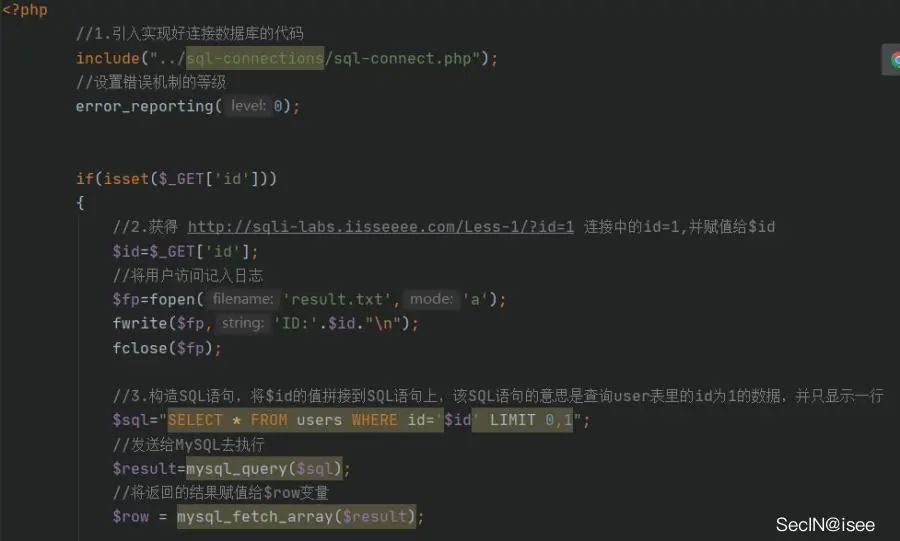 <?php
//1.引入实现好连接数据库的代码
include("../sql-connections/sql-connect.php");
//设置错误机制的等级
error_reporting( level: 0);
if(isset($_GET['id']))
{
//2.获得 http://sqli-labs.iisseeee.com/Less-1/?id=1 连接中的id=1,并赋值给$id
$id=$_GET['id'];
//将用户访问记入日志
$fp=fopen( filename: 'result.txt', mode: 'a');
fwrite($fp, string: 'ID:'.$id."\n");
fclose($fp);
//3.构造SQL语句，将$id的值拼接到SQL语句上，该SQL语句的意思是查询user表里的id为1的数据，并只显示一行
$sql="SELECT * FROM users WHERE id='$id' LIMIT 0,1";
//发送给MySQL去执行
$result=mysql_query($sql);
//将返回的结果赋值给$row变量
$row = mysql_fetch_array($result);
SecIN@isee